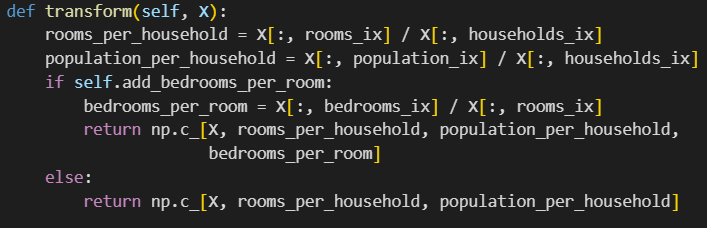 def transform(self, X):
    rooms_per_household = X[:, rooms_ix] / X[:, households_ix]
    population_per_household = X[:, population_ix] / X[:, households_ix]
    if self.add_bedrooms_per_room:
        bedrooms_per_room = X[:, bedrooms_ix] / X[:, rooms_ix]
        return np.c_[X, rooms_per_household, population_per_household,
                     bedrooms_per_room]
    else:
        return np.c_[X, rooms_per_household, population_per_household]